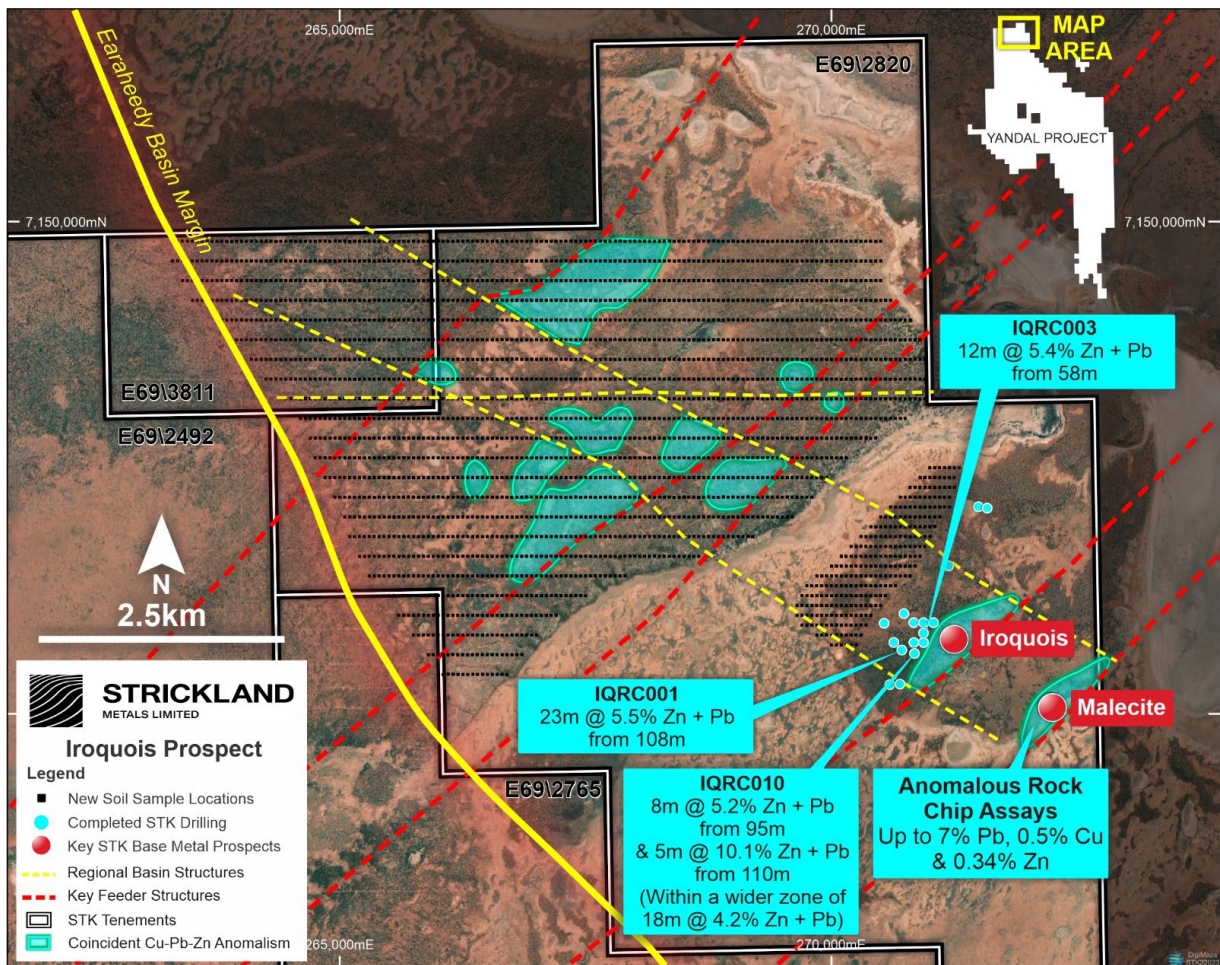 265,000mE
270,000mE
MAP
AREA
E69\2820
YANDAL PROJECT
Earaheedy Basin Margin
7,150,000mN
7,150,000mN
IQRC003
12m @ 5.4% Zn + Pb
from 58m
E69\3811
E69\2492
N
2.5km
Iroquois
Malecite
IQRC001
23m @ 5.5% Zn + Pb
from 108m
IQRC010
8m @ 5.2% Zn + Pb
from 95m
& 5m @ 10.1% Zn + Pb
from 110m
(Within a wider zone of
18m @ 4.2% Zn + Pb)
Anomalous Rock
Chip Assays
Up to 7% Pb, 0.5% Cu
& 0.34% Zn
E69\2765
STRICKLAND
METALS LIMITED
Iroquois Prospect
Legend
New Soil Sample Locations
Completed STK Drilling
Key STK Base Metal Prospects
Regional Basin Structures
Key Feeder Structures
STK Tenements
Coincident Cu-Pb-Zn Anomalism
265,000mE
270,000mE
DigiMaps